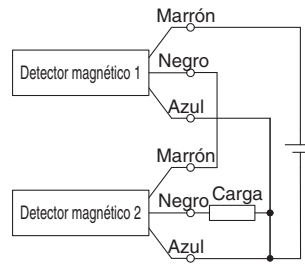 Marrón
Negro
Detector magnético 1
Azul
Marrón
Negro Carga
Detector magnético 2
Azul